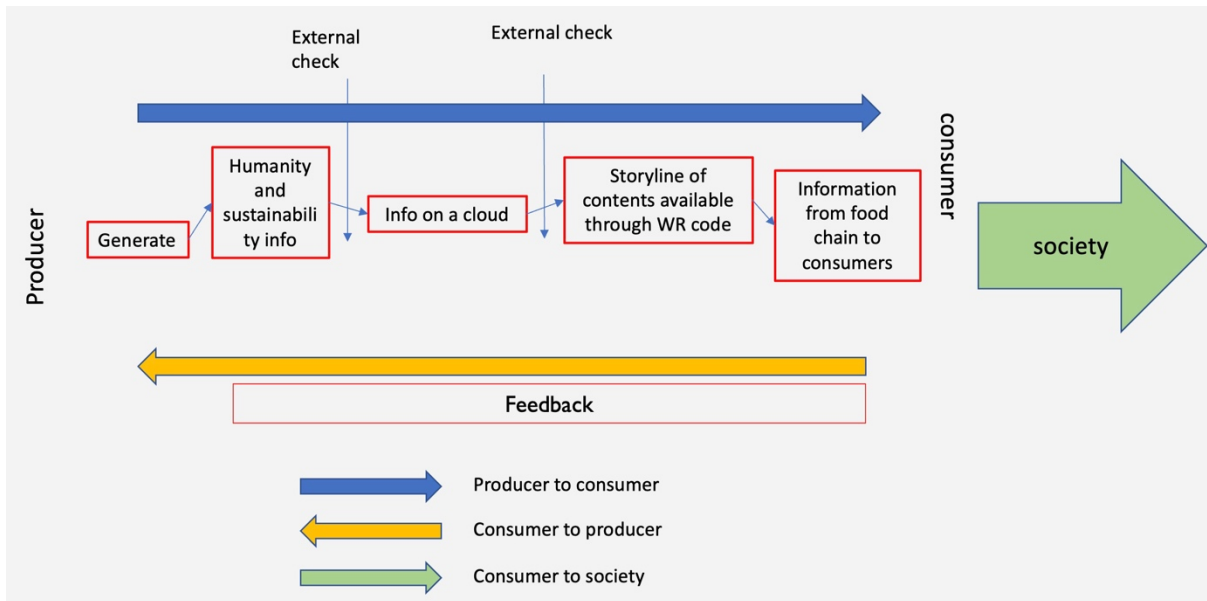 External
check
External check
Producer
Generate
Humanity
and
sustainabili
ty info
Info on a cloud
Storyline of
contents available
through WR code
Information
from food
chain to
consumers
consumer
society
Feedback
Producer to consumer
Consumer to producer
Consumer to society